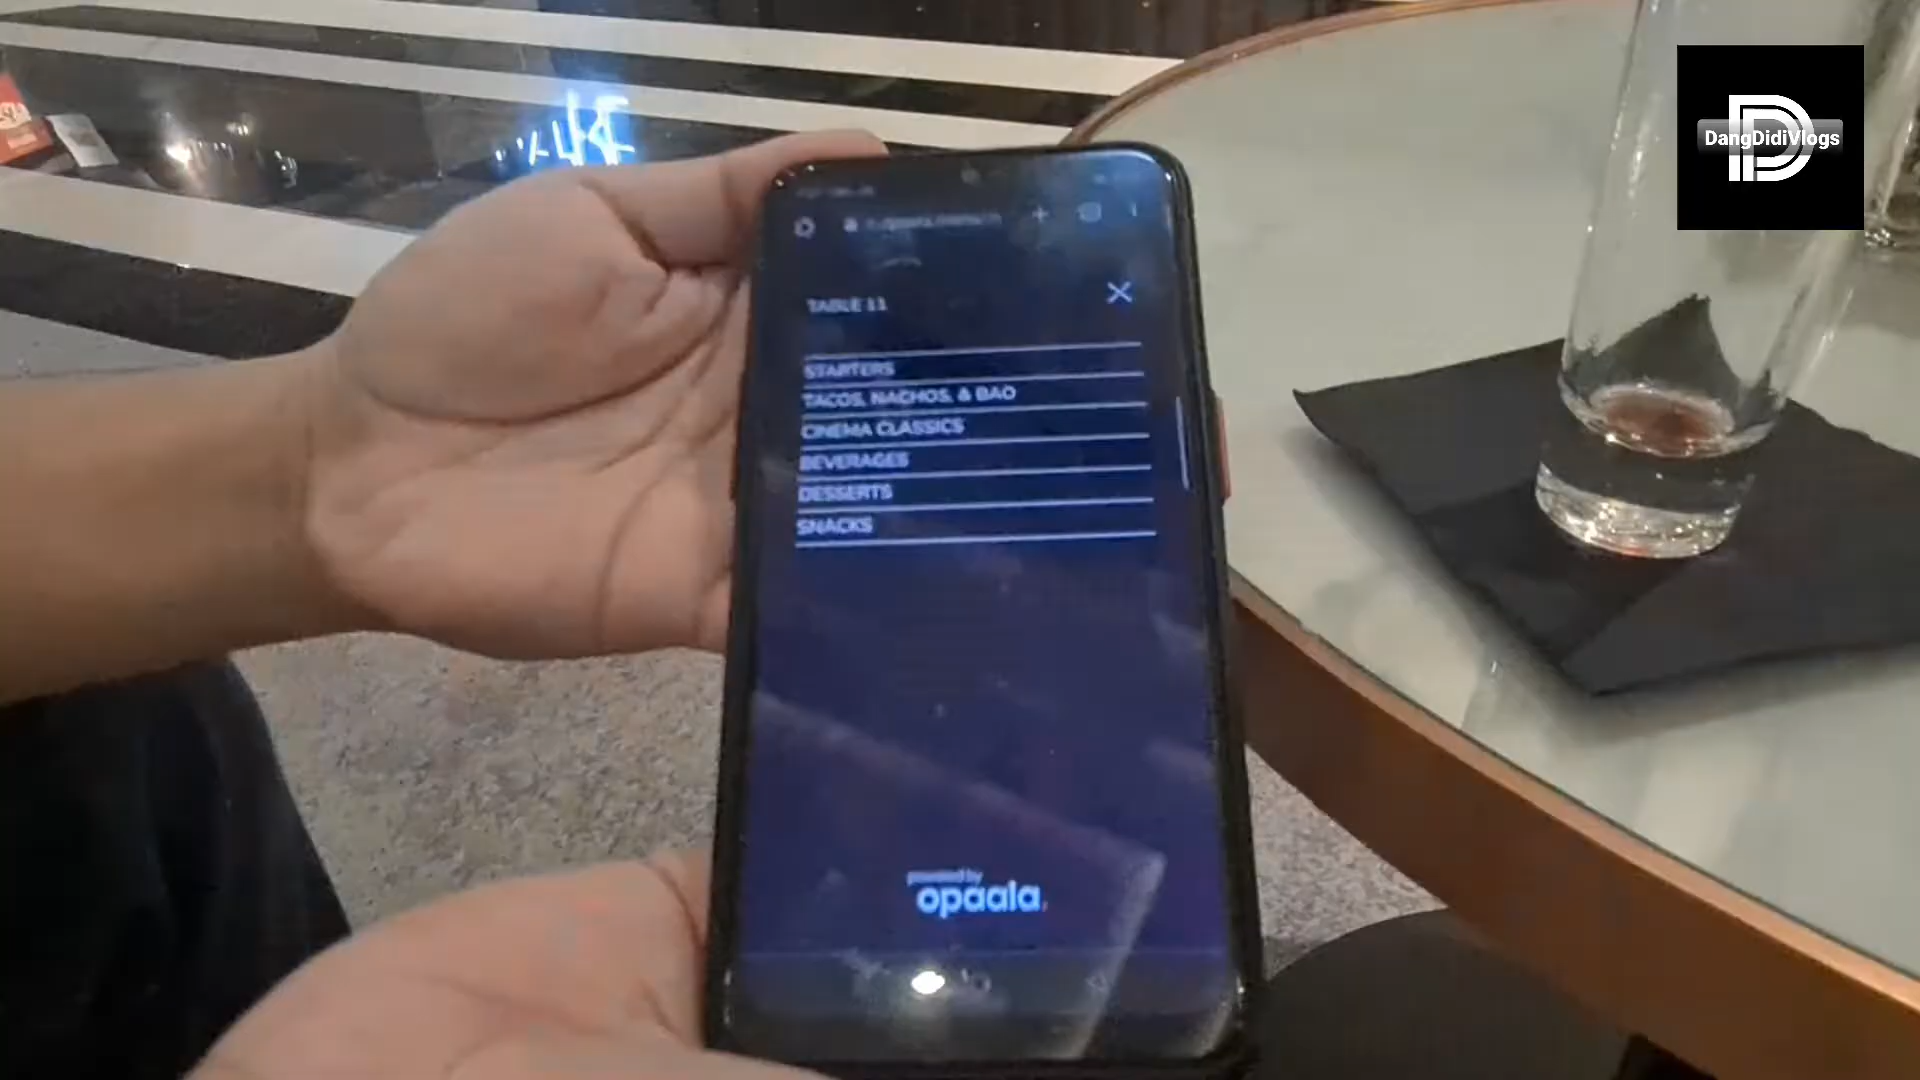 DangDidiVlogs
TABLE 11
STARTERS
TACOS, NACHOS, & BAO
CINEMA CLASSICS
BEVERAGES
DESSERTS
SNACKS
powered by
opaala